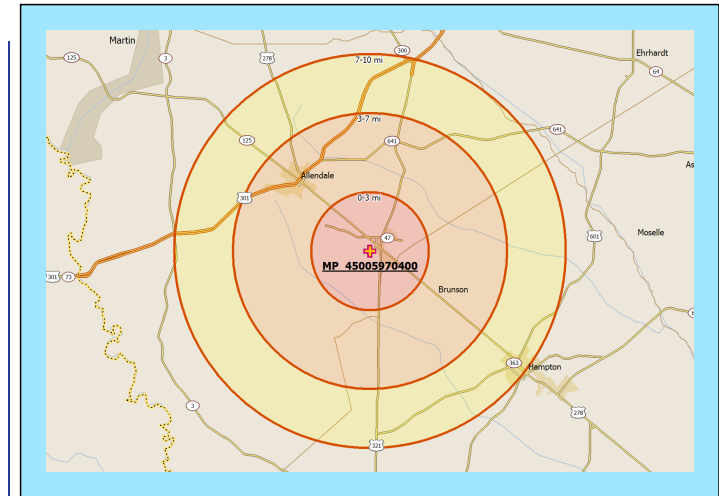 Martin
278
300
Ehrhardt
125
3
7-10 mi
64
3-7 mi
641
125
641
Allendale
301
0-3 mi
47
Moselle
601
MP 45005970400
301
73
Brunson
363
Hampton
3
278
321